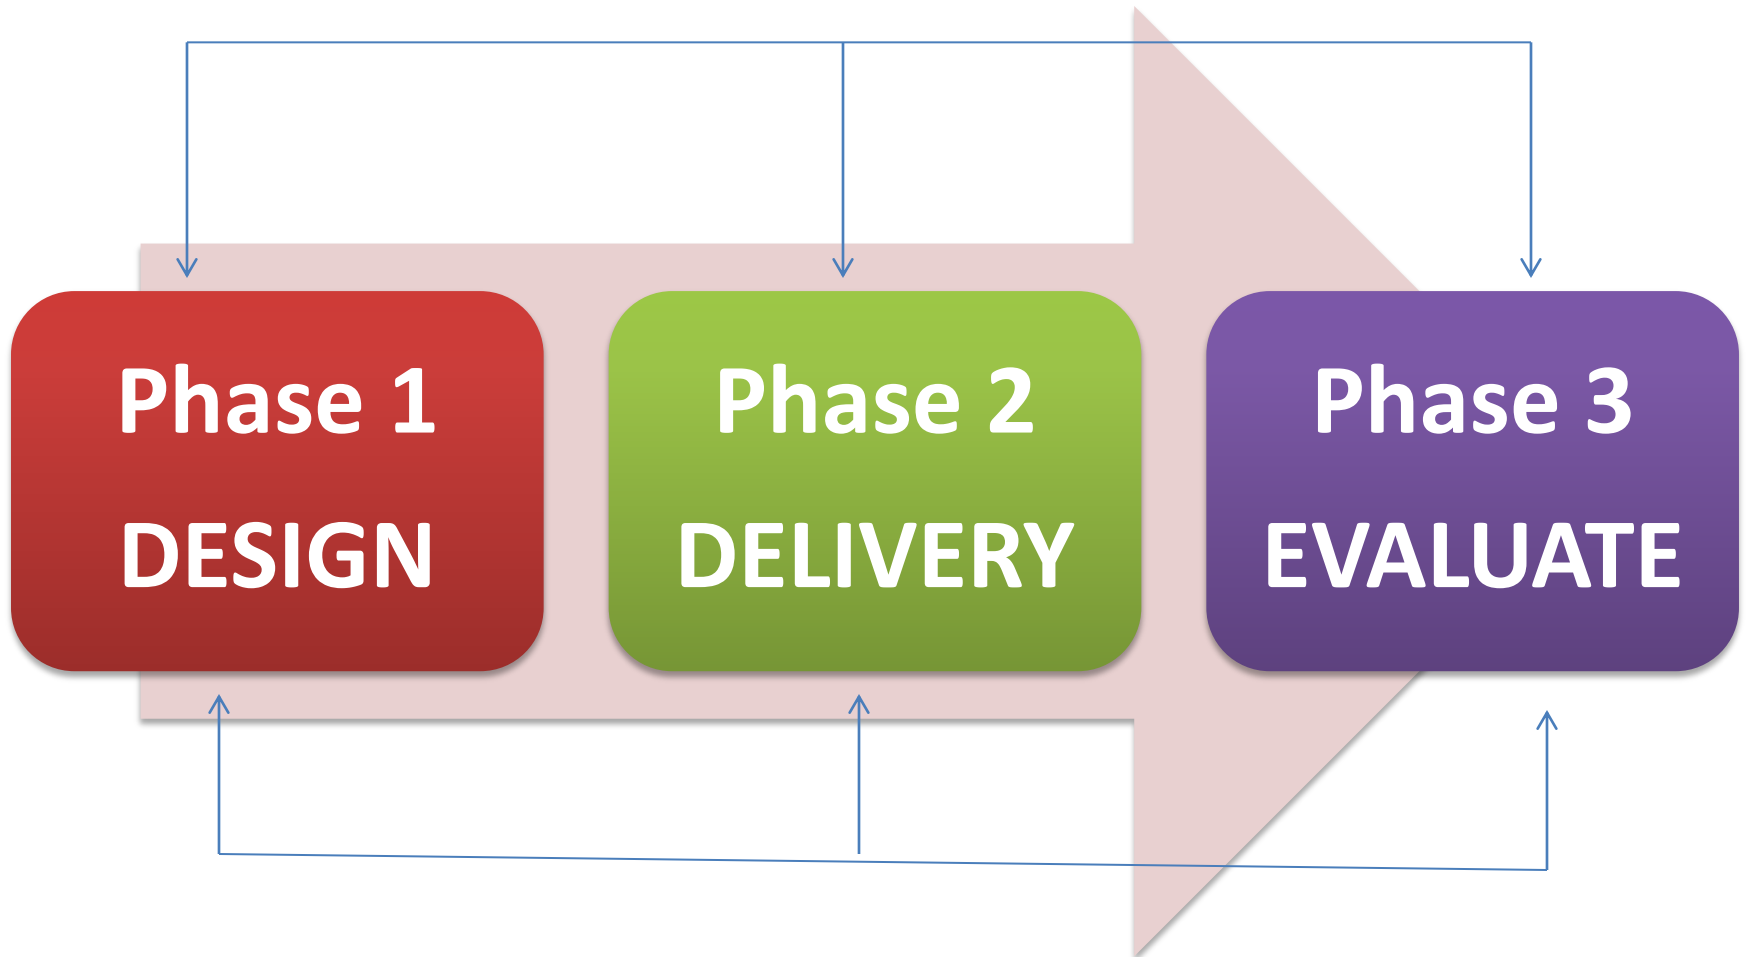 Phase 1
DESIGN
Phase 2
DELIVERY
Phase 3
EVALUATE